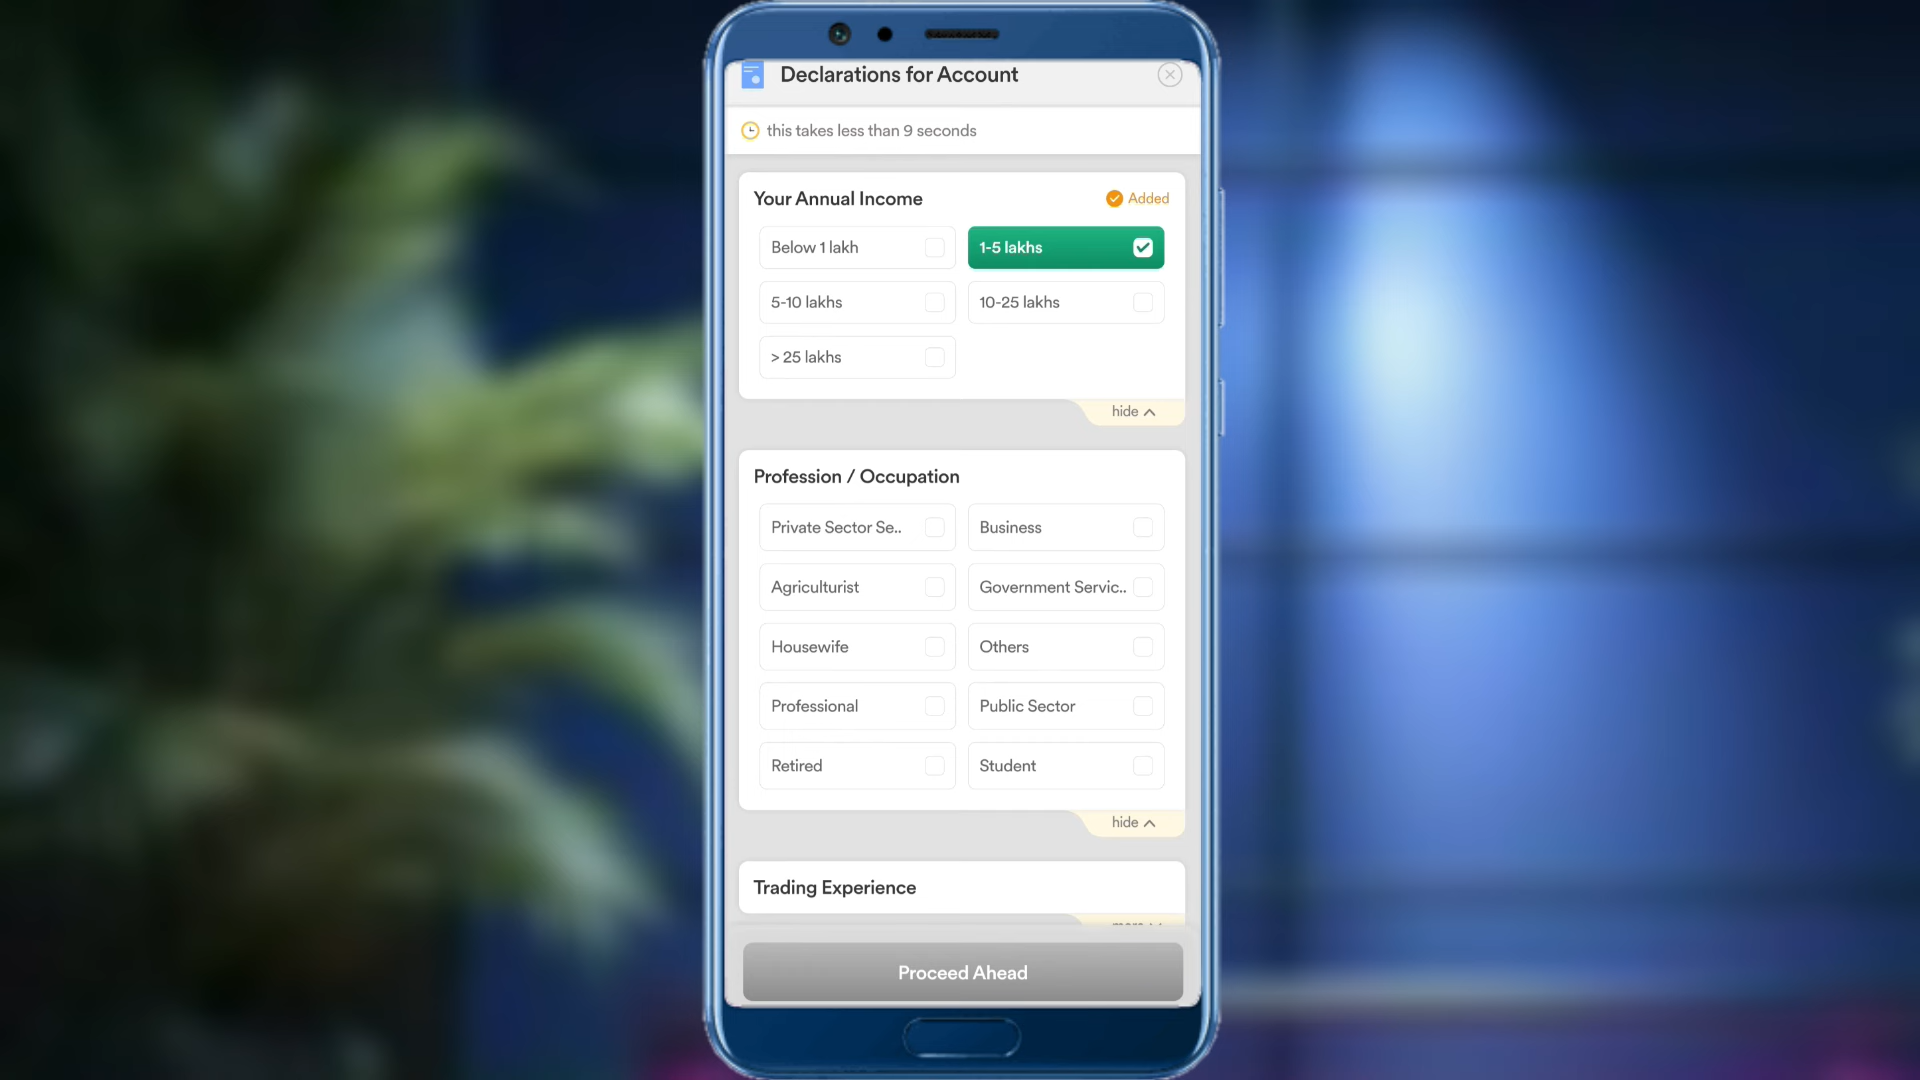 Declarations for Account
this takes less than 9 seconds
Your Annual Income
Added
Below 1 lakh
1-5 lakhs
5-10 lakhs
10-25 lakhs
> 25 lakhs
hide
Profession / Occupation
Private Sector Se..
Business
Agriculturist
Government Servic..
Housewife
Others
Professional
Public Sector
Retired
Student
hide
Trading Experience
Proceed Ahead